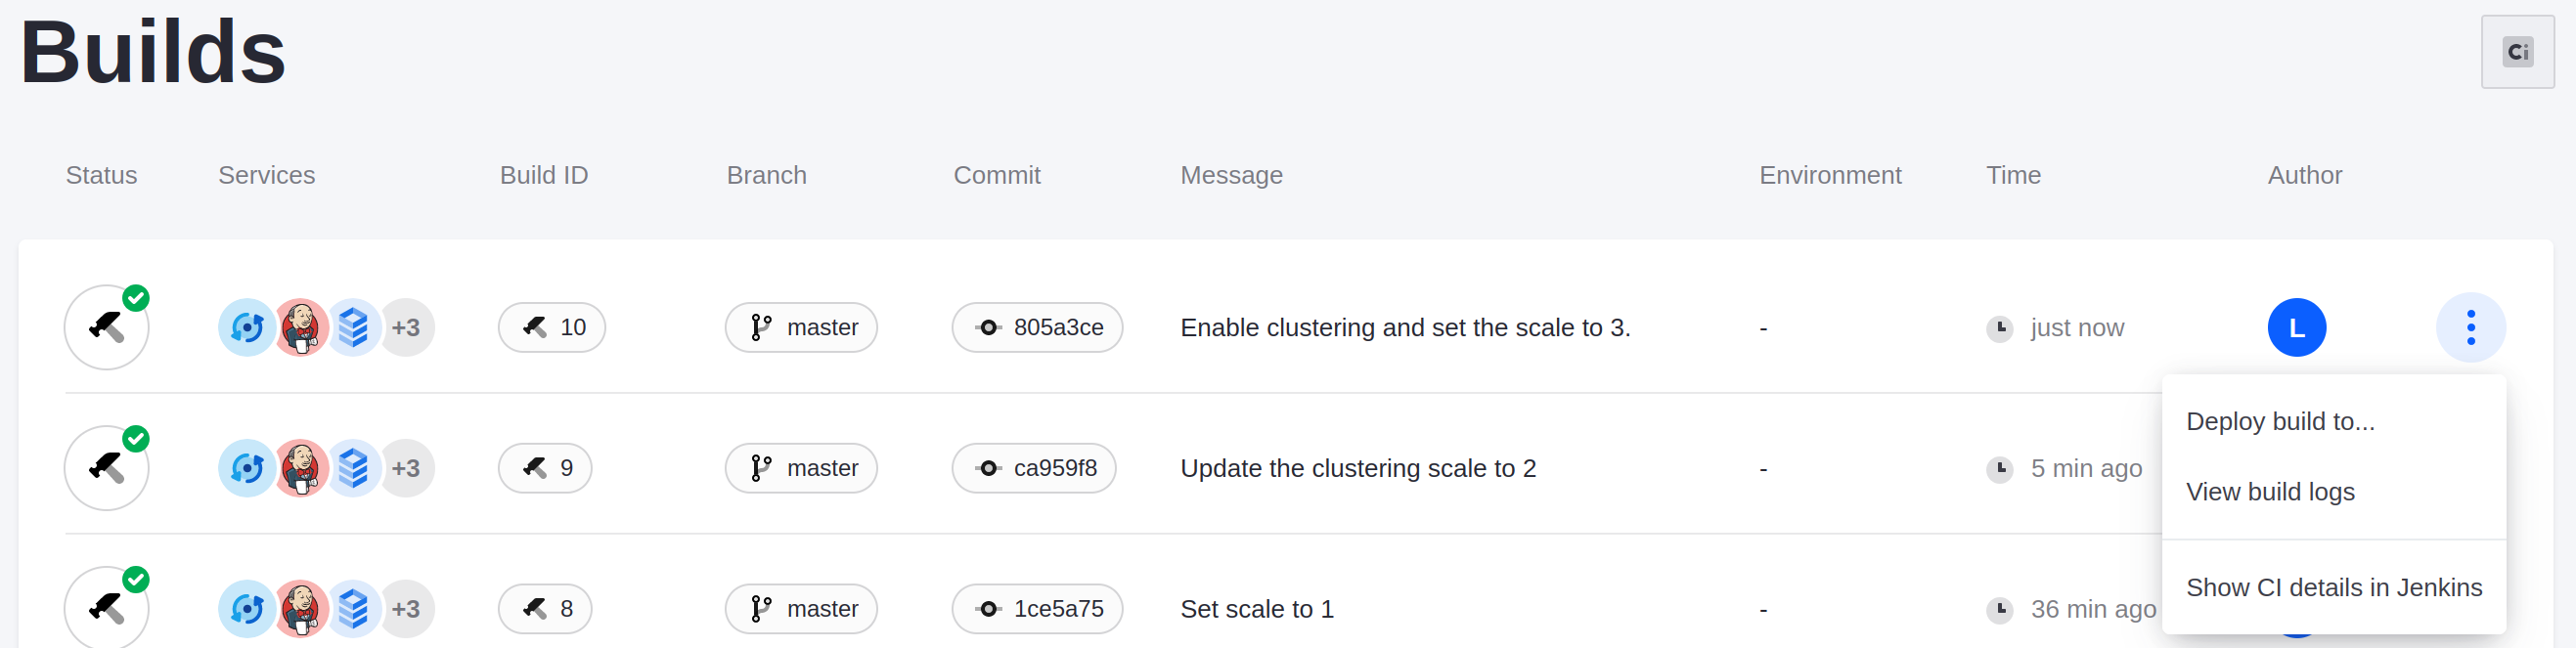 Builds
Ci
Status Services Build ID Branch Commit Message Environment Time Author
+3 10 master 805a3ce Enable clustering and set the scale to 3. - just now L
Deploy build to...
+3 9 master ca959f8 Update the clustering scale to 2 - 5 min ago
View build logs
Show CI details in Jenkins
+3 8 master 1ce5a75 Set scale to 1 - 36 min ago